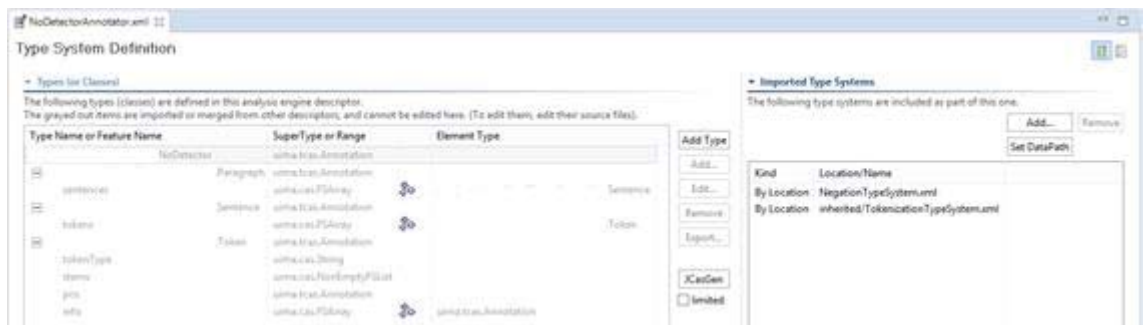 NoDetectorAnnotator.xml
Type System Definition
Types (or Classes)
The following types (classes) are defined in this analysis engine descriptor.
The grayed out items are imported or merged from other descriptors, and cannot be edited here. (To edit them, edit their source files).
Type Name or Feature Name SuperType or Range Element Type
NoDetector uima.tcas.Annotation
Paragraph uima.tcas.Annotation
sentences uima.cas.FSArray Sentence
Sentence uima.tcas.Annotation
tokens uima.cas.FSArray Token
Token uima.tcas.Annotation
tokenType uima.cas.String
stems uima.cas.NonEmptyFSList
pos uima.tcas.Annotation
info uima.cas.FSArray uima.tcas.Annotation
Add Type
Add...
Edit...
Remove
Export...
JCasGen
limited
Imported Type Systems
The following type systems are included as part of this one.
Add... Remove
Set DataPath
Kind Location/Name
By Location NegationTypeSystem.xml
By Location inherited/TokenizationTypeSystem.xml